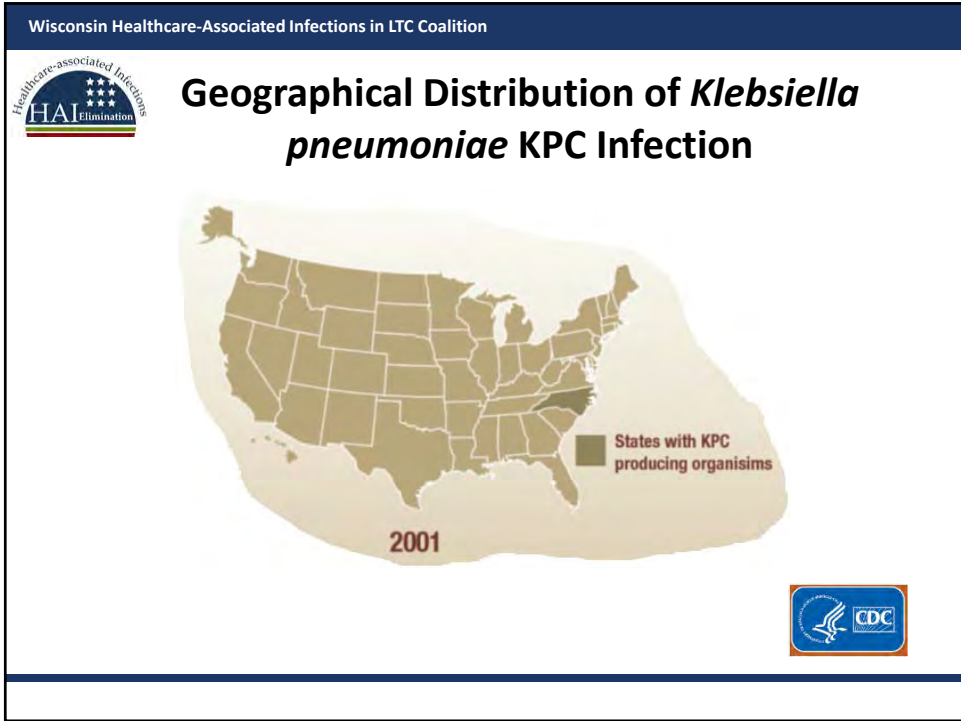 Wisconsin Healthcare-Associated Infections in LTC Coalition
Healthcare-associated Infections
HAI Elimination
Geographical Distribution of Klebsiella
pneumoniae KPC Infection
States with KPC
producing organisims
2001
CDC